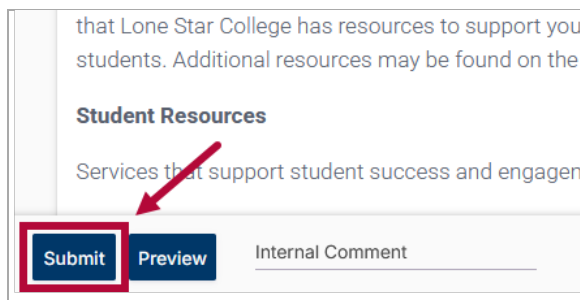 that Lone Star College has resources to support you
students. Additional resources may be found on the
Student Resources
Services that support student success and engagen
Submit Preview Internal Comment